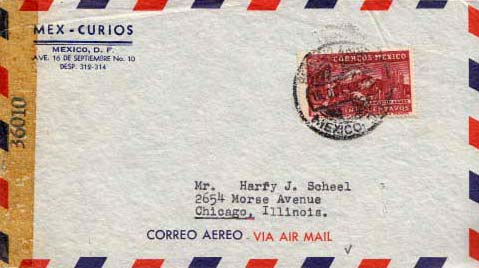 MEX - CURIOS
MEXICO, D. F.
AVE. 16 DE SEPTIEMBRE No. 10
DESP. 312-314
36010
CORREOS MEXICO
CENTAVOS
MEXICO,
Mr. Harfy J. Scheel
2654 Morse Avenue
Chicago, Illinois.
CORREO AEREO - VIA AIR MAIL